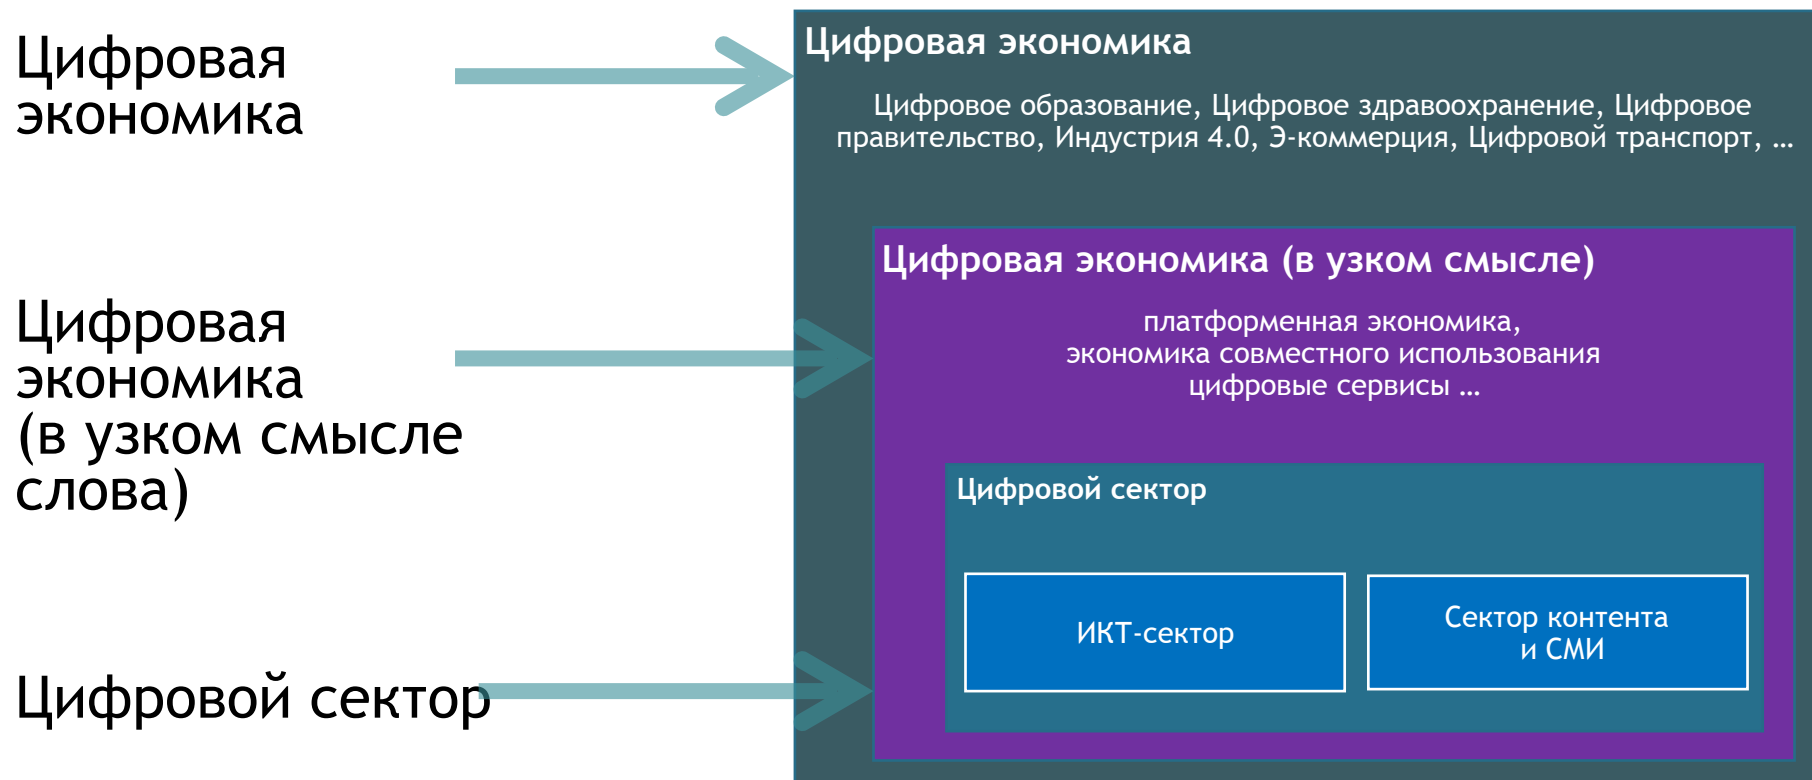 Цифровая
экономика
Цифровая
экономика
(в узком смысле
слова)
Цифровой сектор
Цифровая экономика
Цифровое образование, Цифровое здравоохранение, Цифровое
правительство, Индустрия 4.0, Э-коммерция, Цифровой транспорт, …
Цифровая экономика (в узком смысле)
платформенная экономика,
экономика совместного использования
цифровые сервисы …
Цифровой сектор
ИКТ-сектор
Сектор контента
и СМИ